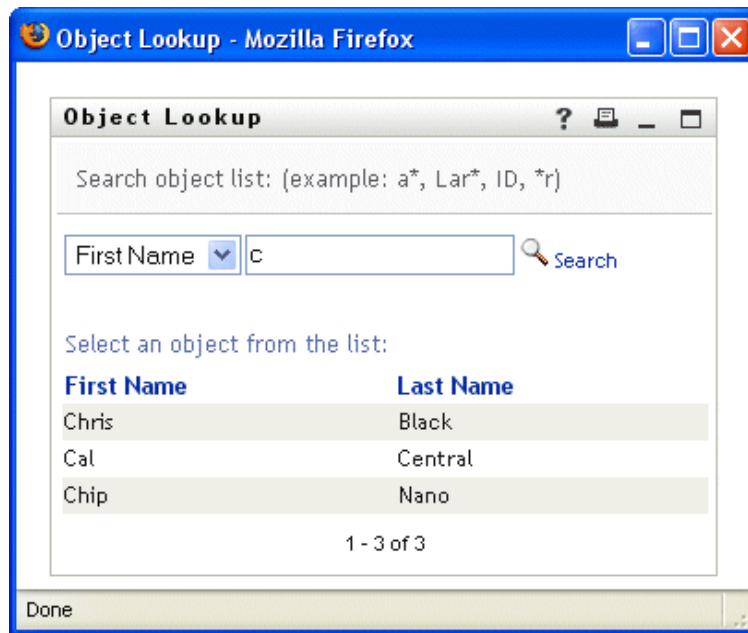 Object Lookup - Mozilla Firefox
Object Lookup ?
Search object list: (example: a*, Lar*, ID, *r)
First Name c Search
Select an object from the list:
First Name Last Name
Chris Black
Cal Central
Chip Nano
1 - 3 of 3
Done